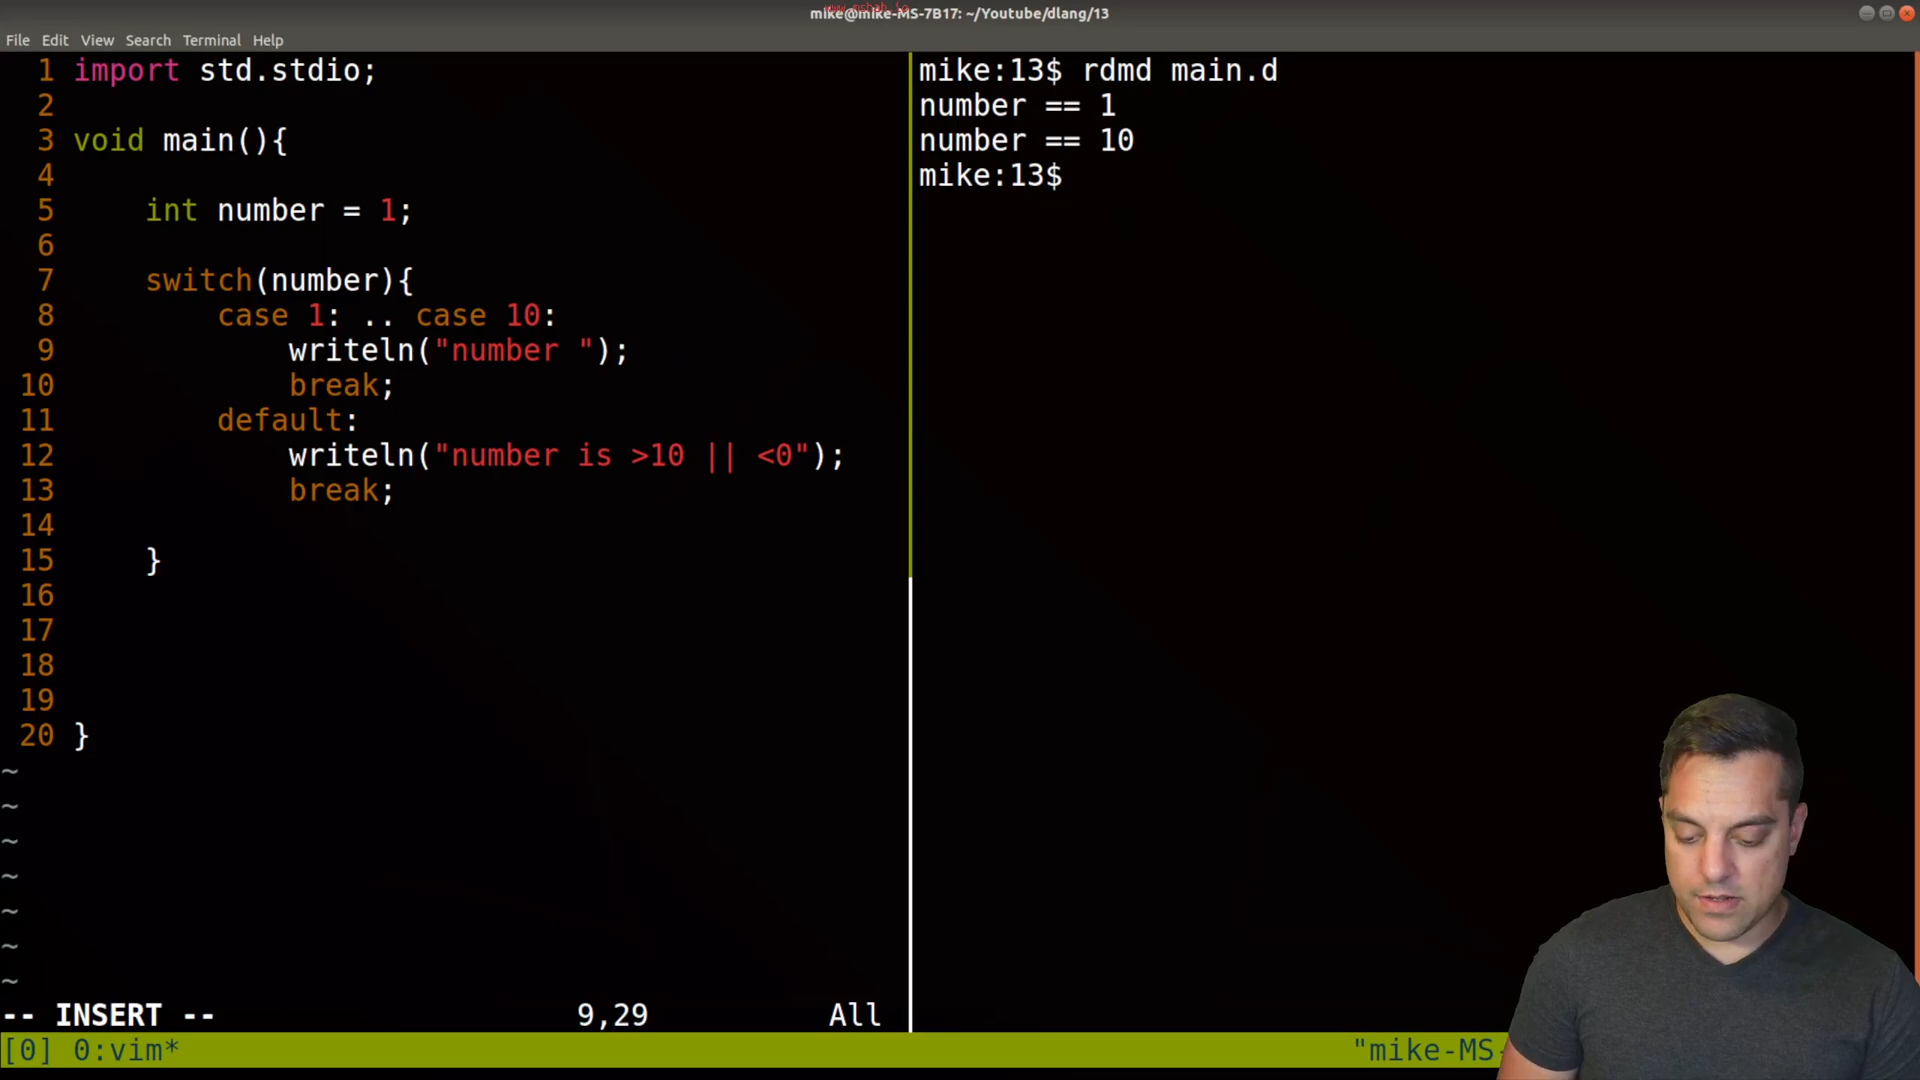 mike@mike-MS-7B17: ~/Youtube/dlang/13
File Edit View Search Terminal Help
1 import std.stdio;
2
3 void main(){
4
5 int number = 1;
6
7 switch(number){
8 case 1: .. case 10:
9 writeln("number ");
10 break;
11 default:
12 writeln("number is >10 || <0");
13 break;
14
15 }
16
17
18
19
20 }
~
~
~
~
~
~
~
-- INSERT -- 9,29 All
mike:13$ rdmd main.d
number == 1
number == 10
mike:13$
[0] 0:vim* "mike-MS-